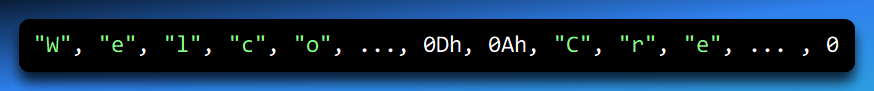 "W", "e", "l", "c", "o", ..., 0Dh, 0Ah, "C", "r", "e", ... , 0